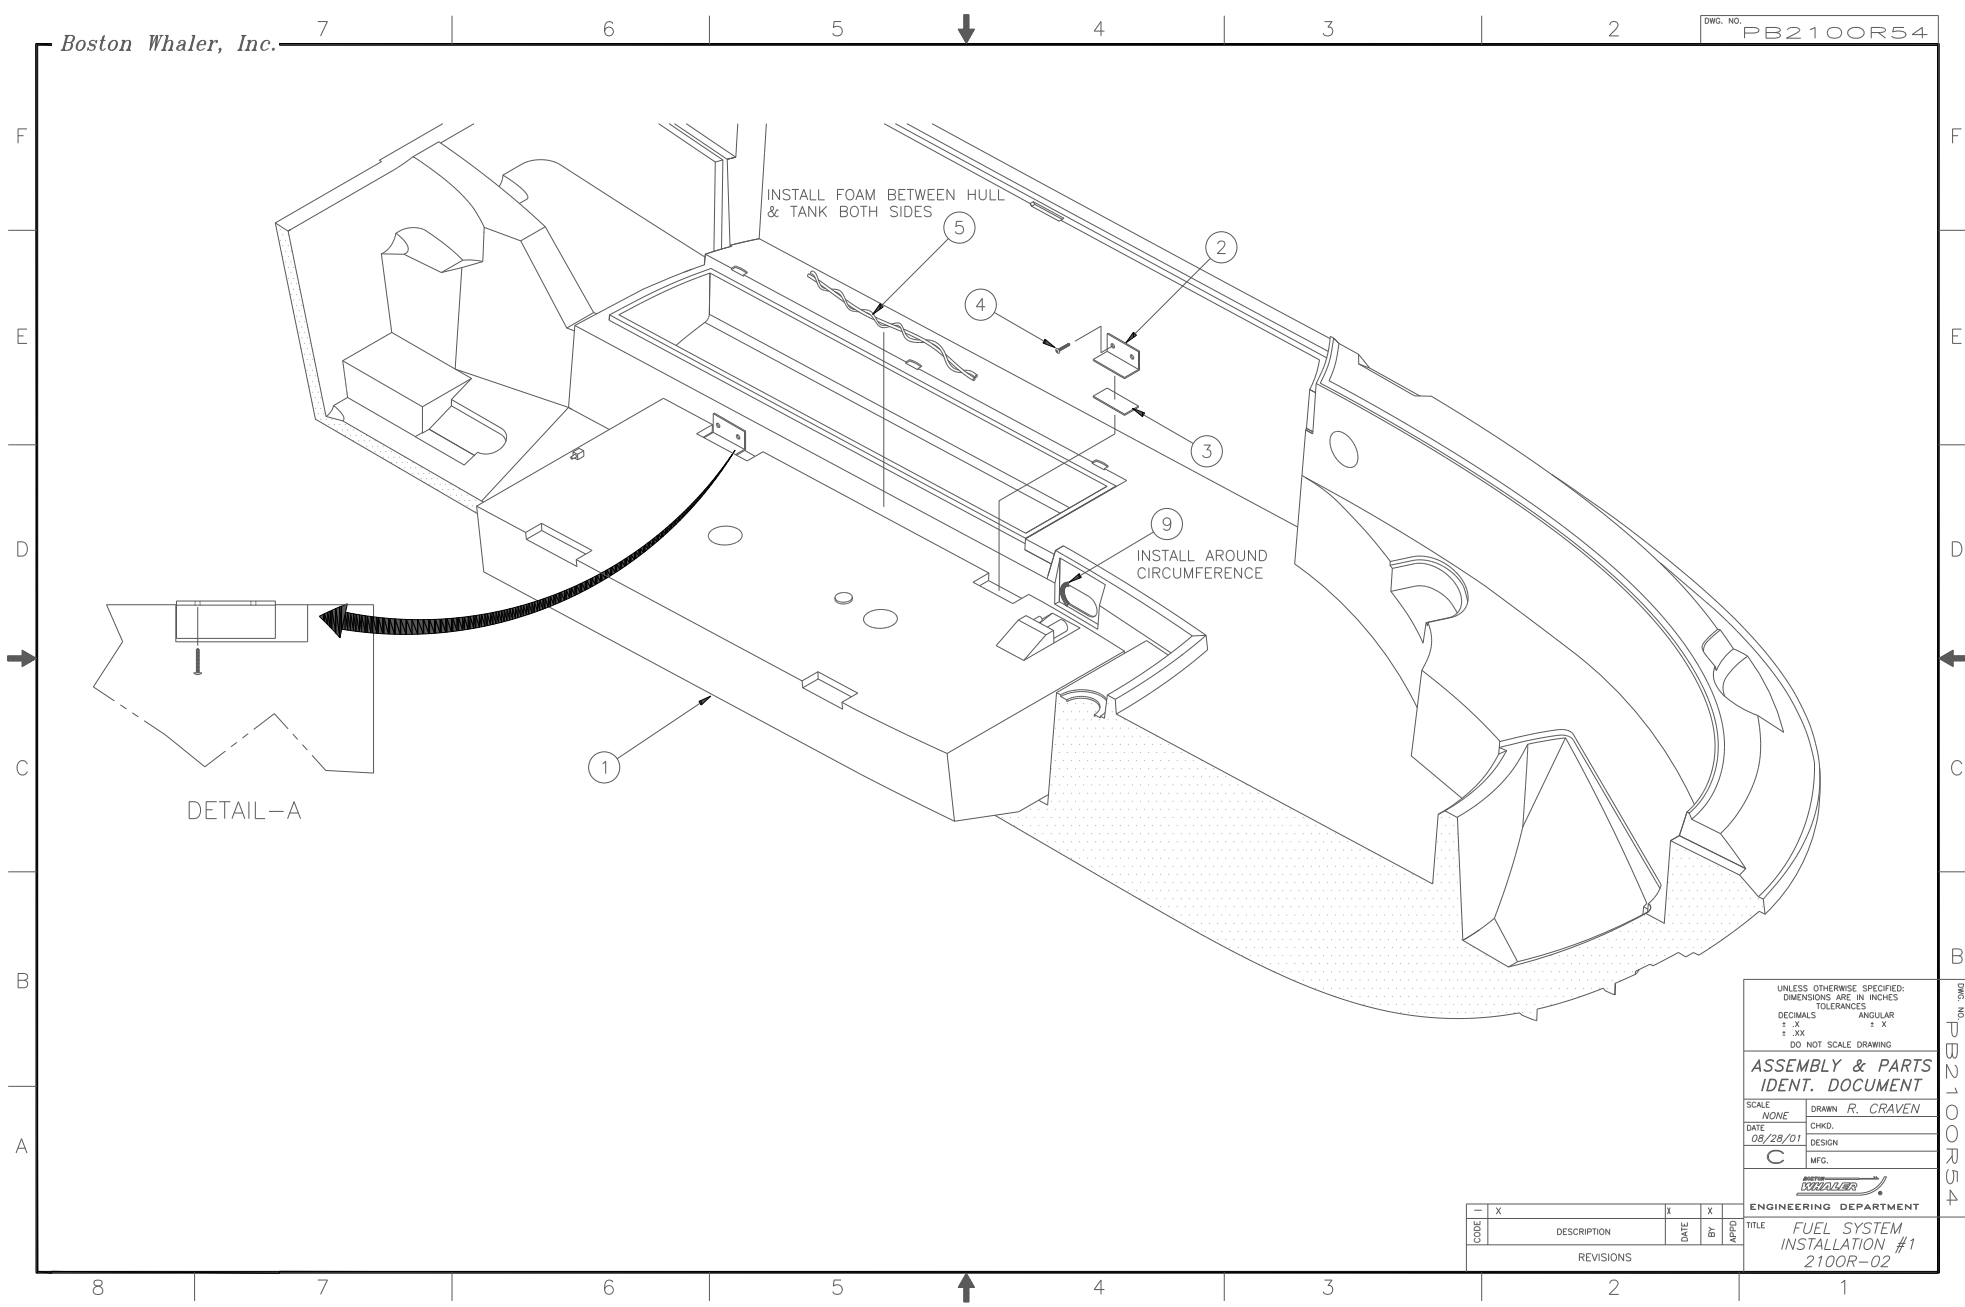 7 6 5 4 3 2
DWG. NO.
PB2100R54
Boston Whaler, Inc.
F F
INSTALL FOAM BETWEEN HULL
& TANK BOTH SIDES
5
2
4
E E
3
9
INSTALL AROUND
CIRCUMFERENCE
D D
1
C C
DETAIL-A
B B
UNLESS OTHERWISE SPECIFIED:
DIMENSIONS ARE IN INCHES
TOLERANCES
DECIMALS ANGULAR
± .X ± X
± .XX
DO NOT SCALE DRAWING
DWG. NO.
PB2100R54
ASSEMBLY & PARTS
IDENT. DOCUMENT
SCALE
NONE
DRAWN R. CRAVEN
DATE
08/28/01
CHKD.
DESIGN
C
MFG.
A
BOSTON
WHALER
ENGINEERING DEPARTMENT
TITLE
FUEL SYSTEM
INSTALLATION #1
2100R-02
1 X X X
CODE DESCRIPTION DATE BY APPD
REVISIONS
8 7 6 5 4 3 2 1